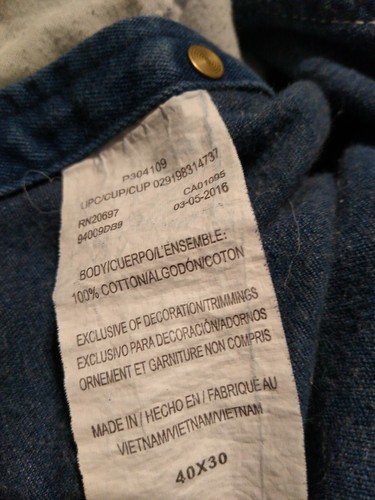 P304109
UPC/CUP/CUP 029198314737
RN20697 CA01095
94009DB9 03-05-2016
BODY/CUERPO/L'ENSEMBLE:
100% COTTON/ALGODÓN/COTON
EXCLUSIVE OF DECORATION/TRIMMINGS
EXCLUSIVO PARA DECORACIÓN/ADORNOS
ORNEMENT ET GARNITURE NON COMPRIS
MADE IN / HECHO EN / FABRIQUÉ AU
VIETNAM/VIETNAM/VIETNAM
40X30